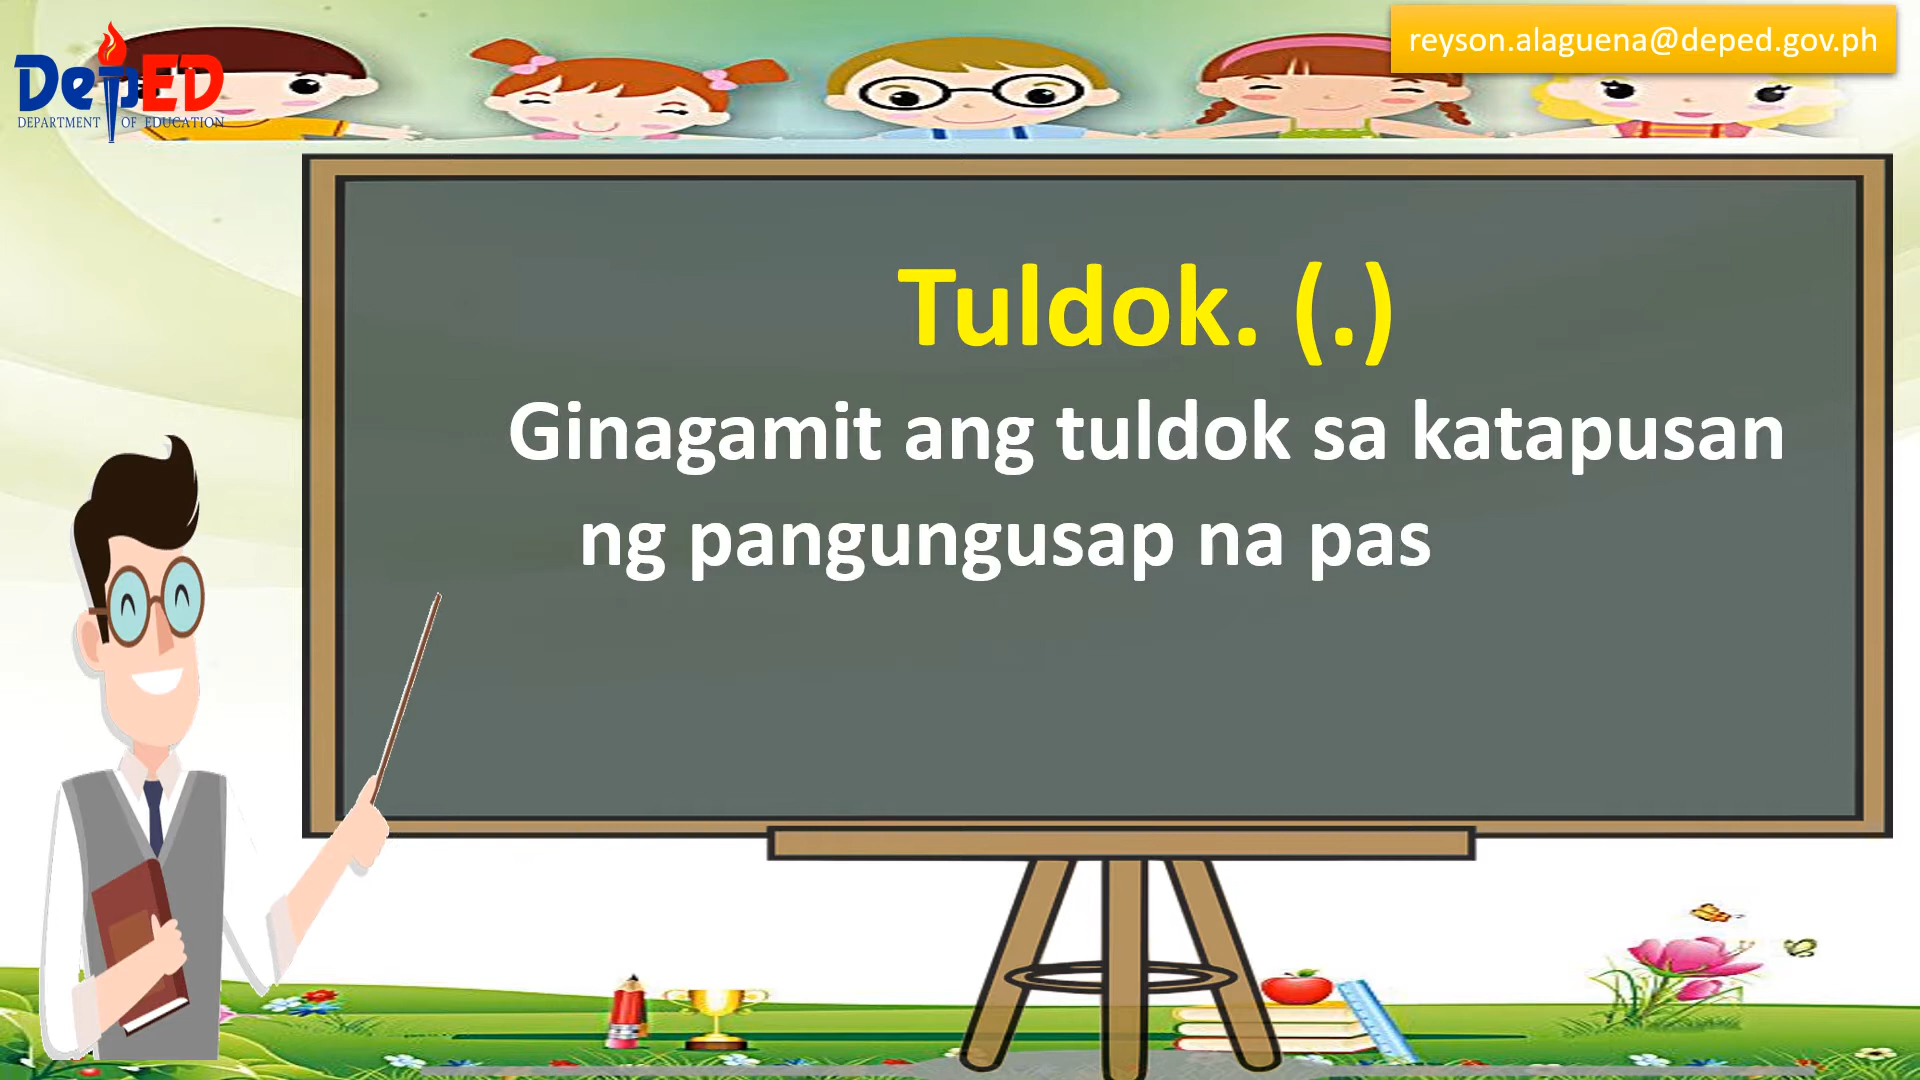 DepED
DEPARTMENT OF EDUCATION
reyson.alaguena@deped.gov.ph
Tuldok. (.)
Ginagamit ang tuldok sa katapusan
ng pangungusap na pas